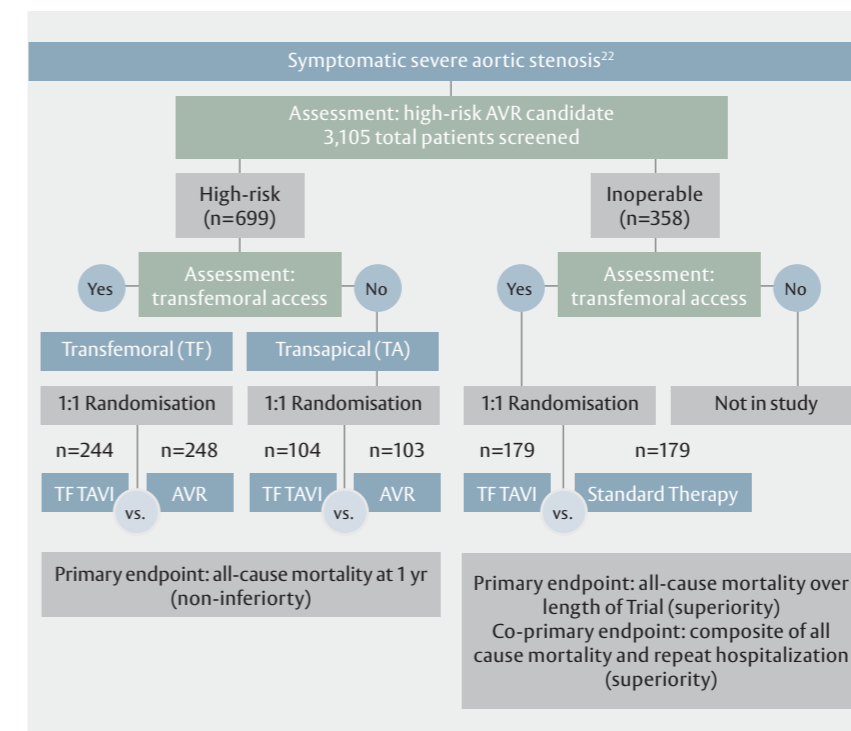 Symptomatic severe aortic stenosis22
Assessment: high-risk AVR candidate
3,105 total patients screened
High-risk
(n=699)
Inoperable
(n=358)
Yes
Assessment:
transfemoral access
No
Yes
Assessment:
transfemoral access
No
Transfemoral (TF)
Transapical (TA)
1:1 Randomisation
1:1 Randomisation
1:1 Randomisation
Not in study
n=244
n=248
n=104
n=103
n=179
n=179
TF TAVI
vs.
AVR
TF TAVI
vs.
AVR
TF TAVI
vs.
Standard Therapy
Primary endpoint: all-cause mortality at 1 yr
(non-inferiorty)
Primary endpoint: all-cause mortality over
length of Trial (superiority)
Co-primary endpoint: composite of all
cause mortality and repeat hospitalization
(superiority)